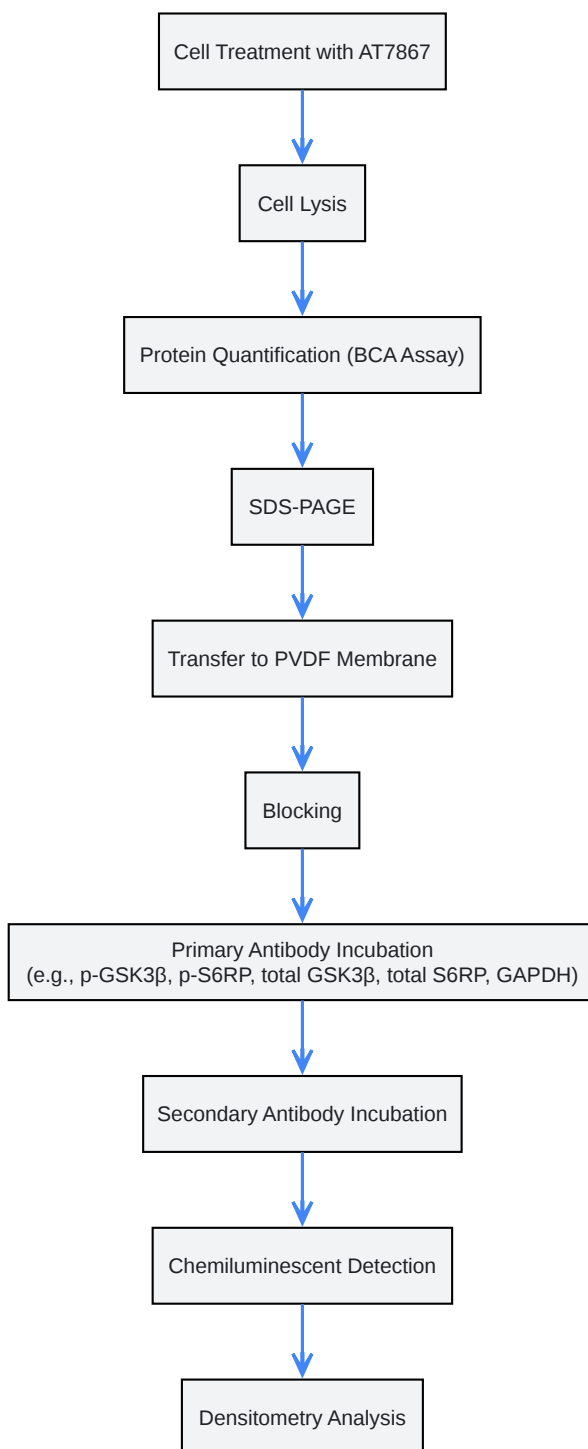 Cell Treatment with AT7867
Cell Lysis
Protein Quantification (BCA Assay)
SDS-PAGE
Transfer to PVDF Membrane
Blocking
Primary Antibody Incubation
(e.g., p-GSK3β, p-S6RP, total GSK3β, total S6RP, GAPDH)
Secondary Antibody Incubation
Chemiluminescent Detection
Densitometry Analysis